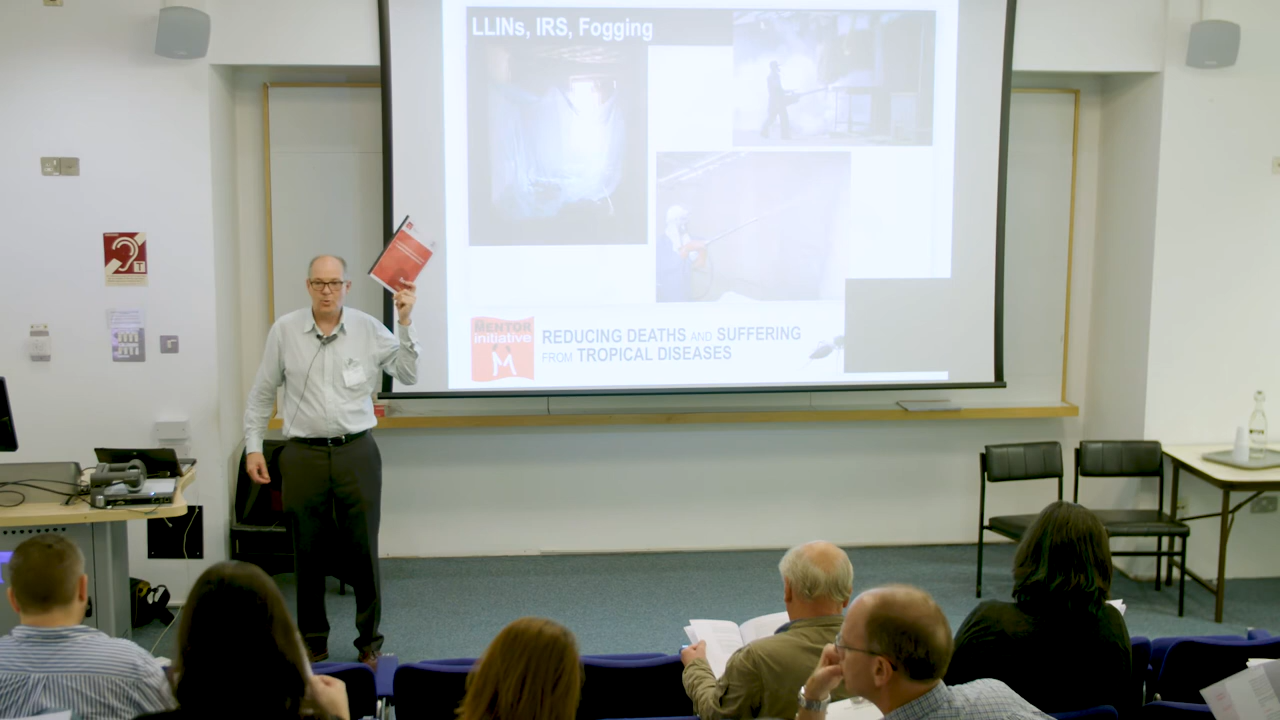 LLINs, IRS, Fogging
MENTOR
initiative
REDUCING DEATHS AND SUFFERING
FROM TROPICAL DISEASES
T